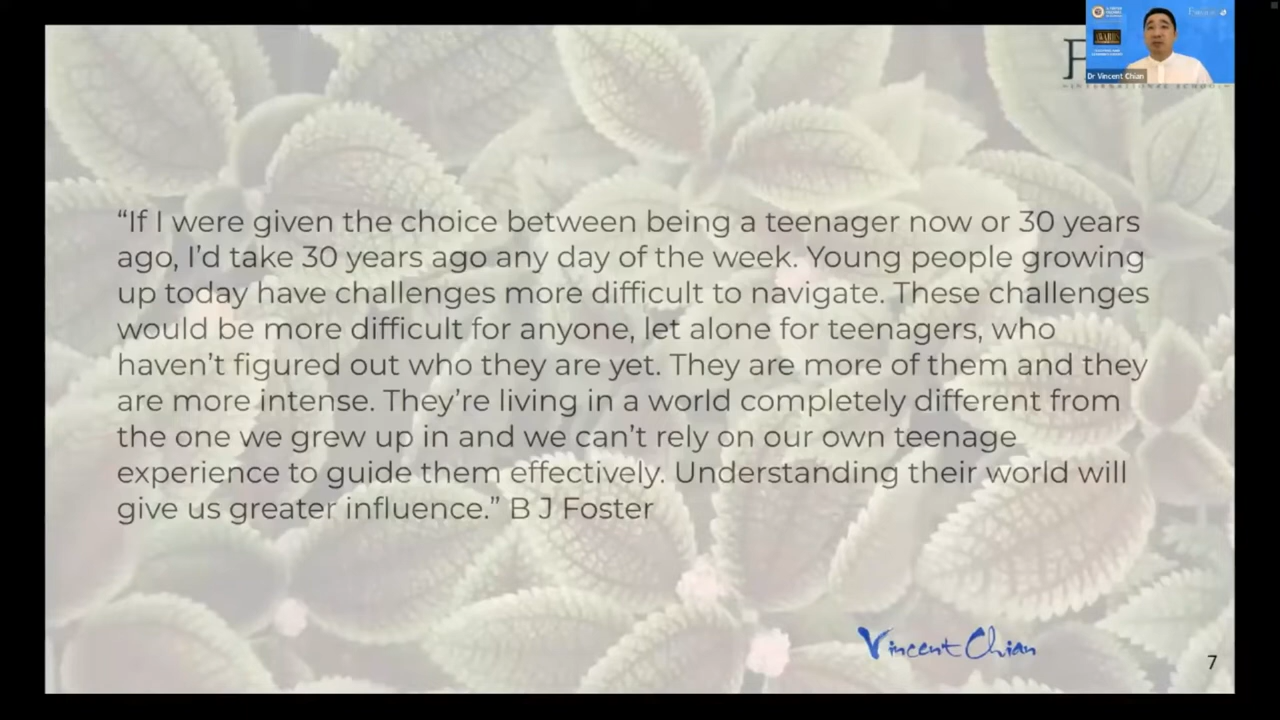 Dr Vincent Chian
INTERNATIONAL SCHOOL
“If I were given the choice between being a teenager now or 30 years
ago, I’d take 30 years ago any day of the week. Young people growing
up today have challenges more difficult to navigate. These challenges
would be more difficult for anyone, let alone for teenagers, who
haven’t figured out who they are yet. They are more of them and they
are more intense. They’re living in a world completely different from
the one we grew up in and we can’t rely on our own teenage
experience to guide them effectively. Understanding their world will
give us greater influence.” B J Foster
Vincent Chian
7